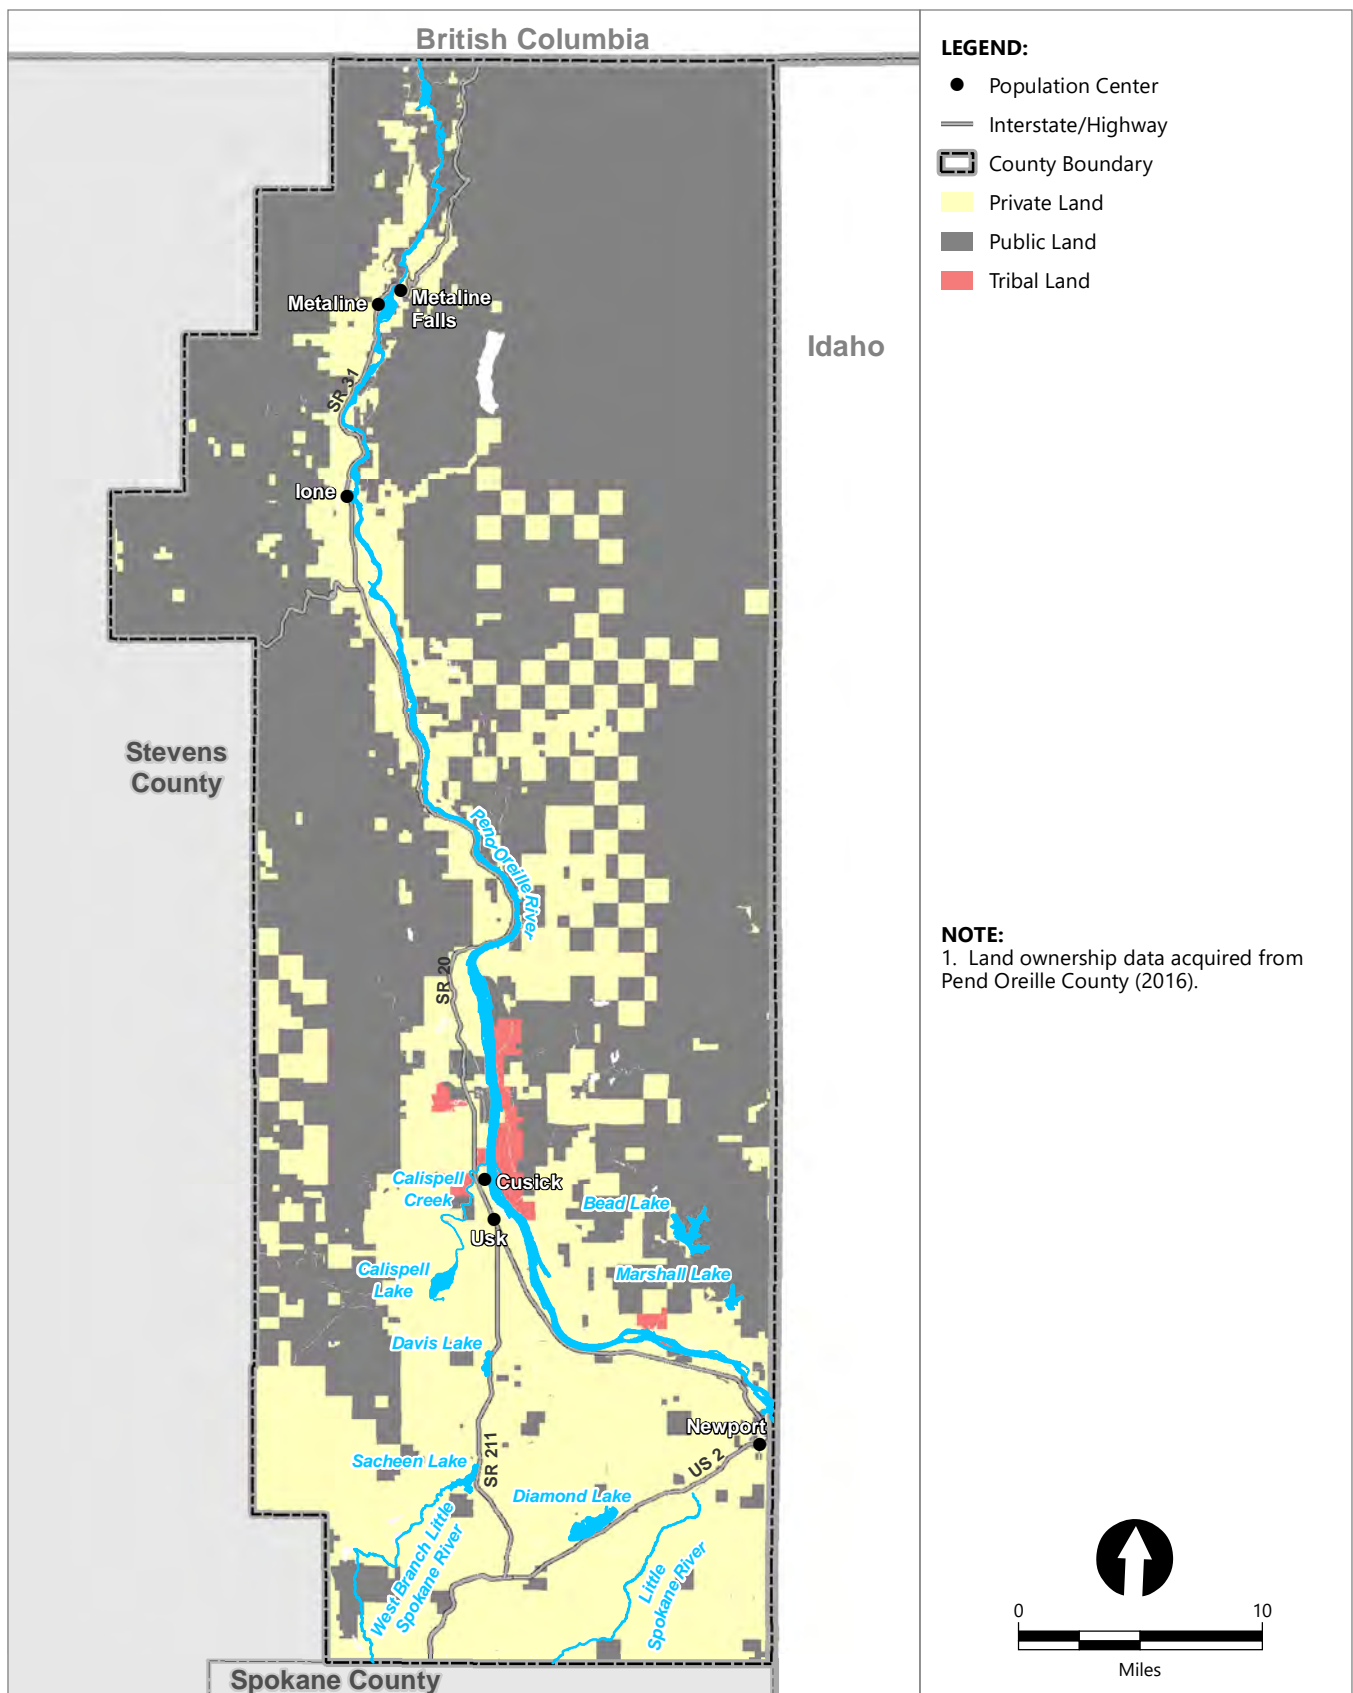 British Columbia
LEGEND:
Population Center
Interstate/Highway
County Boundary
Private Land
Public Land
Tribal Land
Idaho
Metaline
Metaline
Falls
SR 31
Ione
Stevens
County
Pend Oreille River
SR 20
NOTE:
1. Land ownership data acquired from
Pend Oreille County (2016).
Calispell
Creek
Cusick
Usk
Bead Lake
Calispell
Lake
Marshall Lake
Davis Lake
Newport
SR 211
US 2
Sacheen Lake
Diamond Lake
West Branch Little
Spokane River
Little
Spokane River
0 10
Miles
Spokane County